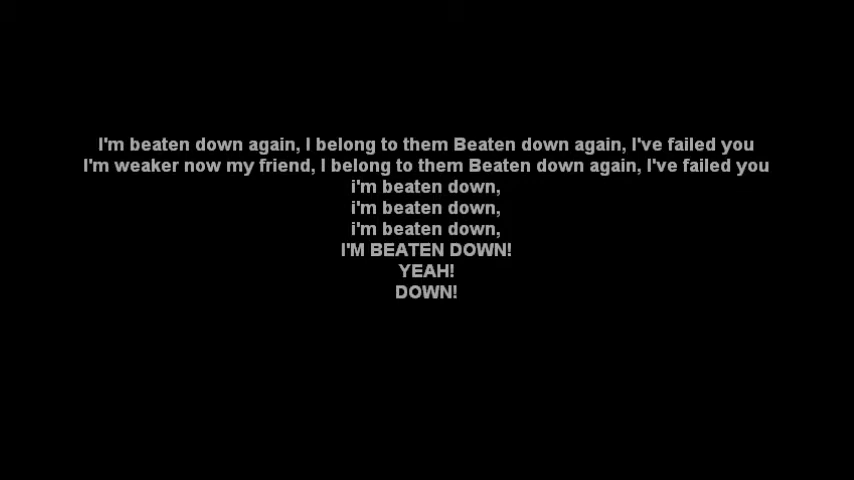 I'm beaten down again, I belong to them Beaten down again, I've failed you
I'm weaker now my friend, I belong to them Beaten down again, I've failed you
i'm beaten down,
i'm beaten down,
i'm beaten down,
I'M BEATEN DOWN!
YEAH!
DOWN!